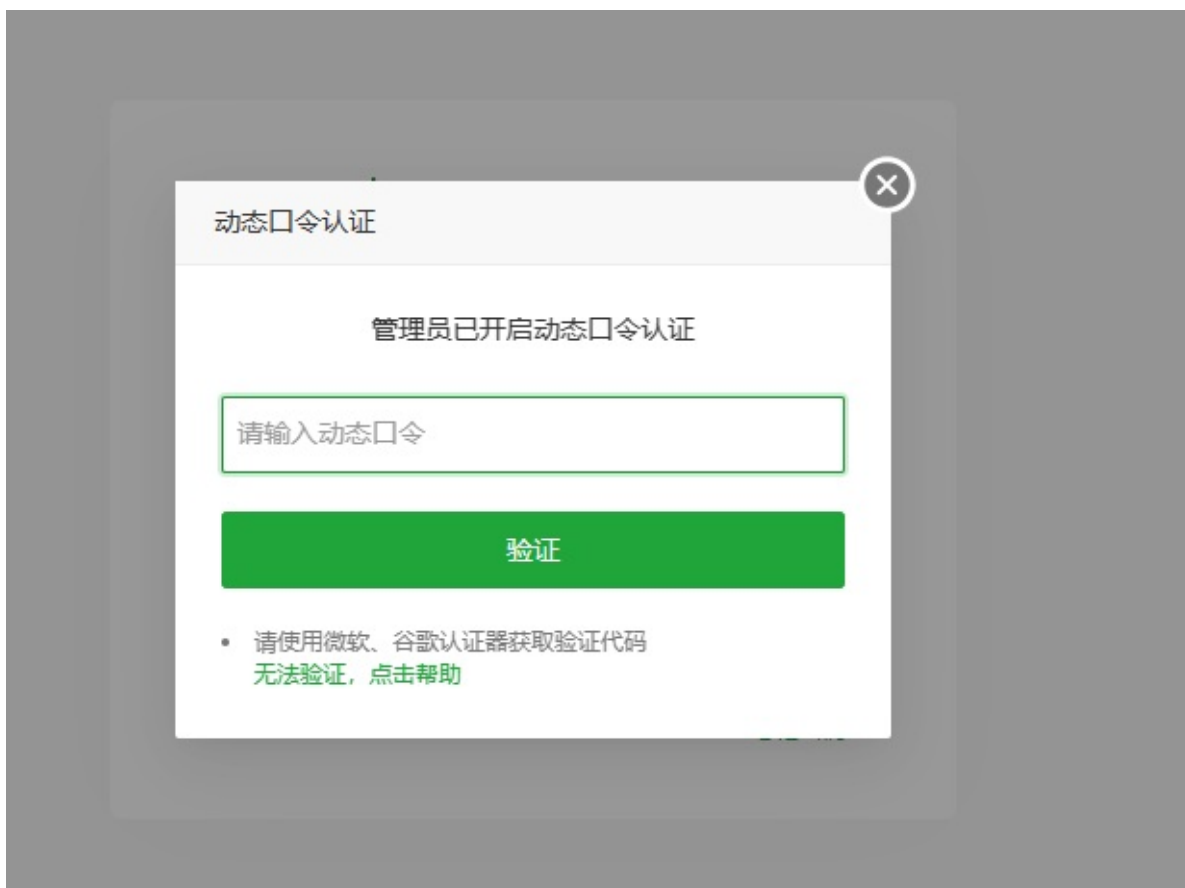 动态口令认证
管理员已开启动态口令认证
请输入动态口令
验证
请使用微软、谷歌认证器获取验证代码
无法验证，点击帮助